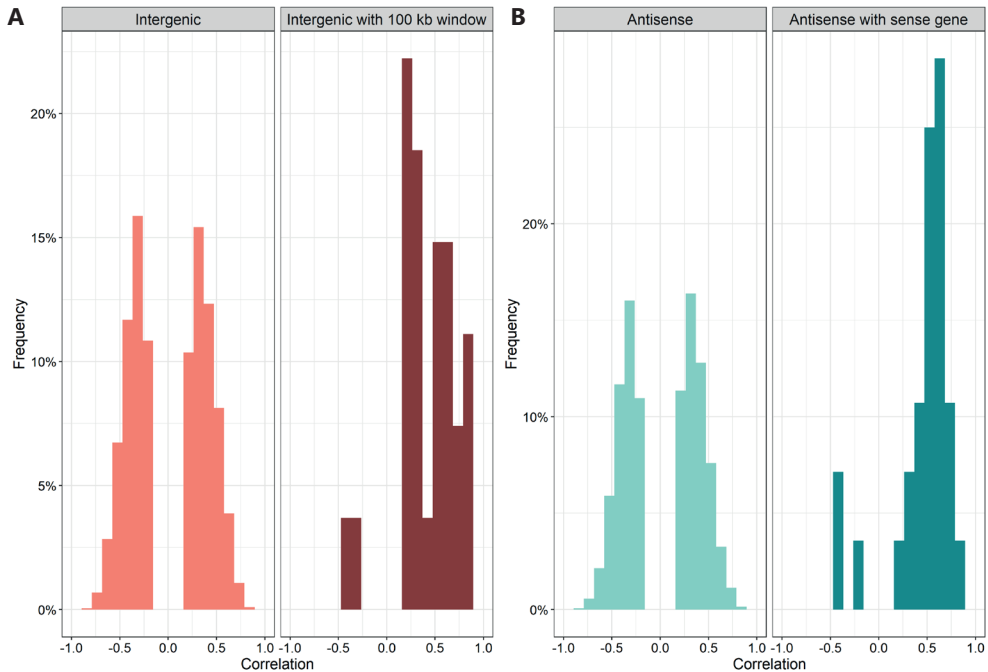 A
Intergenic
Intergenic with 100 kb window
Frequency
20%
15%
10%
5%
0%
-1.0 -0.5 0.0 0.5 1.0 -1.0 -0.5 0.0 0.5 1.0
Correlation
B
Antisense
Antisense with sense gene
Frequency
20%
10%
0%
-1.0 -0.5 0.0 0.5 1.0 -1.0 -0.5 0.0 0.5 1.0
Correlation